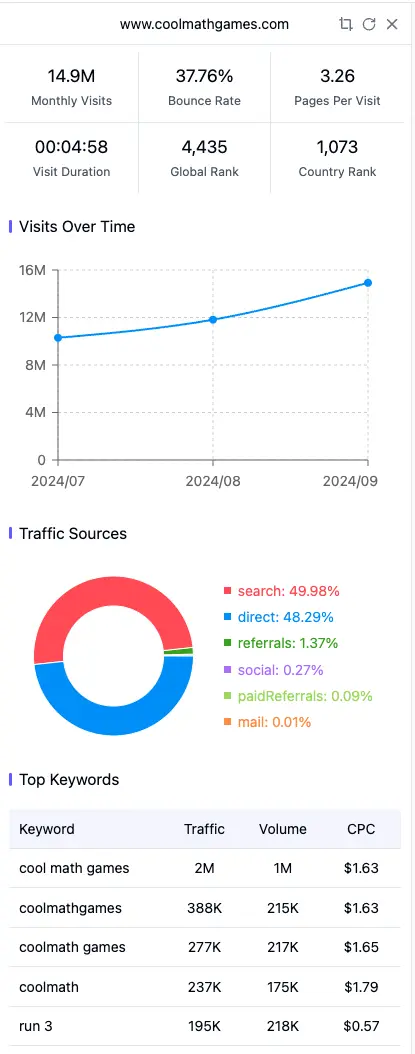 www.coolmathgames.com
14.9M 37.76% 3.26
Monthly Visits Bounce Rate Pages Per Visit
00:04:58 4,435 1,073
Visit Duration Global Rank Country Rank
Visits Over Time
16M
12M
8M
4M
0
2024/07 2024/08 2024/09
Traffic Sources
search: 49.98%
direct: 48.29%
referrals: 1.37%
social: 0.27%
paidReferrals: 0.09%
mail: 0.01%
Top Keywords
Keyword Traffic Volume CPC
cool math games 2M 1M $1.63
coolmathgames 388K 215K $1.63
coolmath games 277K 217K $1.65
coolmath 237K 175K $1.79
run 3 195K 218K $0.57